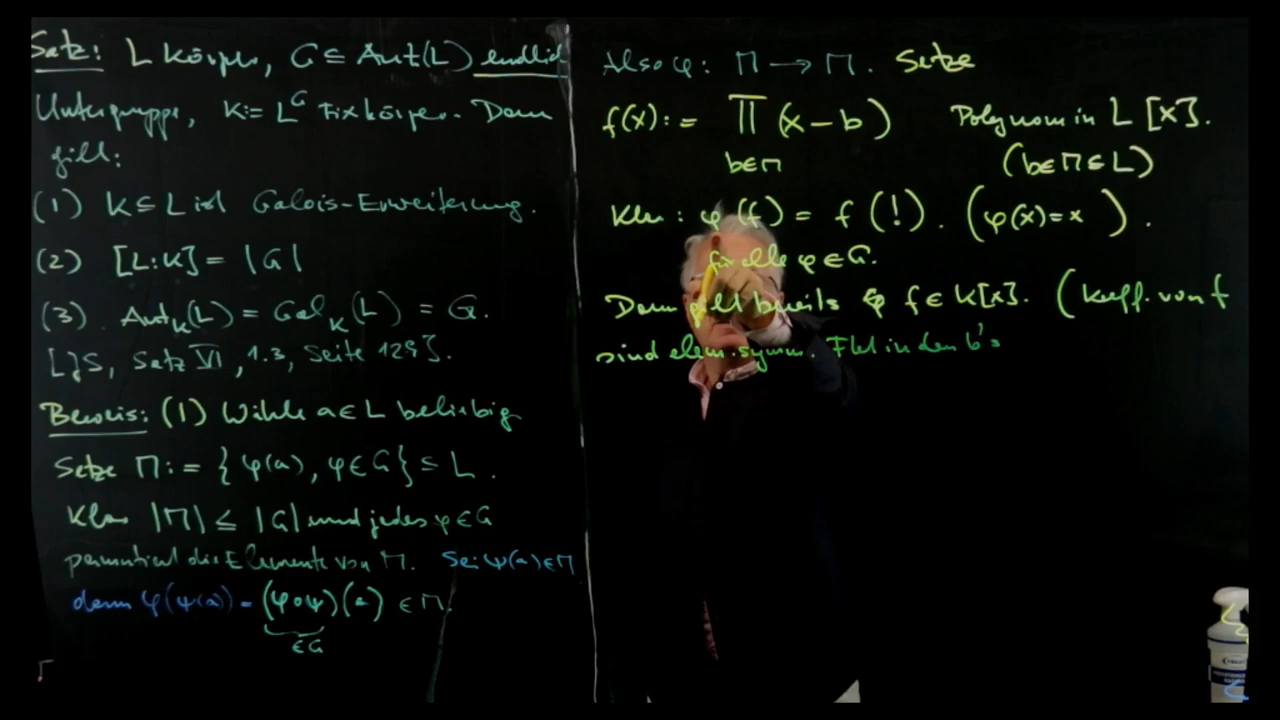 Satz: L Körper, G ⊆ Aut(L) endlich
Untergruppe, K := L^G Fixkörper. Dann
gilt:
(1) K ⊆ L ist Galois-Erweiterung.
(2) [L:K] = |G|
(3) Aut_K(L) = Gal_K(L) = G.
[JS, Satz VI, 1.3, Seite 129].
Beweis: (1) Wähle a ∈ L beliebig
Setze M := {φ(a), φ ∈ G} ⊆ L.
Klar |M| ≤ |G| und jedes φ ∈ G
permutiert die Elemente von M. Sei ψ(a) ∈ M
dann φ(ψ(a)) = (φ∘ψ)(a) ∈ M.
∈ G
Also φ: M → M. Setze
f(x) := ∏ (x - b) Polynom in L[x].
b ∈ M (b ∈ M ⊆ L)
Klar: φ(f) = f (!). (φ(x) = x).
für alle φ ∈ G.
Dann gilt bereits f ∈ K[x]. (Koeff. von f
sind elem. symm. Fkt in den b's